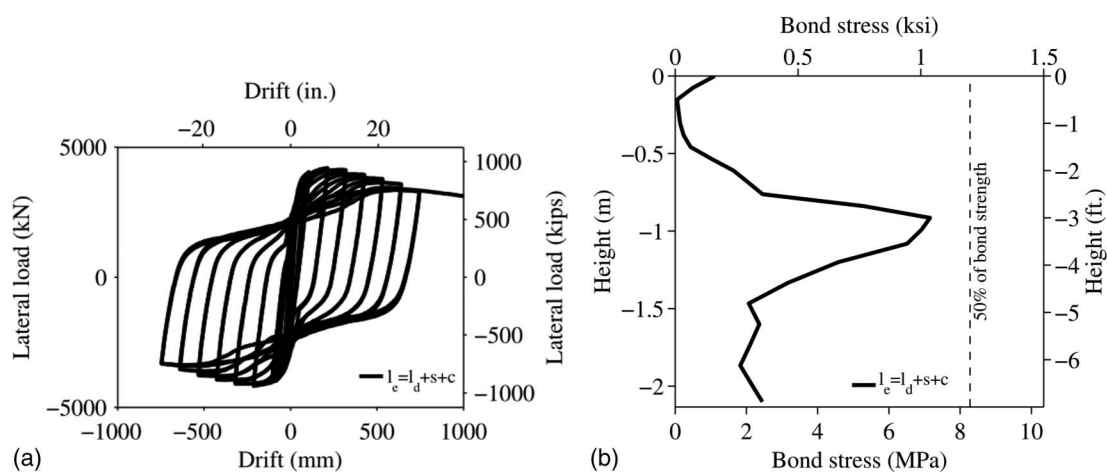 Drift (in.)
−20 0 20
5000
0
−5000
Lateral load (kN)
1000
500
0
−500
−1000
Lateral load (kips)
l_e=l_d+s+c
−1000 −500 0 500 1000
Drift (mm)
(a)
Bond stress (ksi)
0 0.5 1 1.5
0
−0.5
−1
−1.5
−2
Height (m)
0
−1
−2
−3
−4
−5
−6
Height (ft.)
50% of bond strength
l_e=l_d+s+c
0 2 4 6 8 10
Bond stress (MPa)
(b)